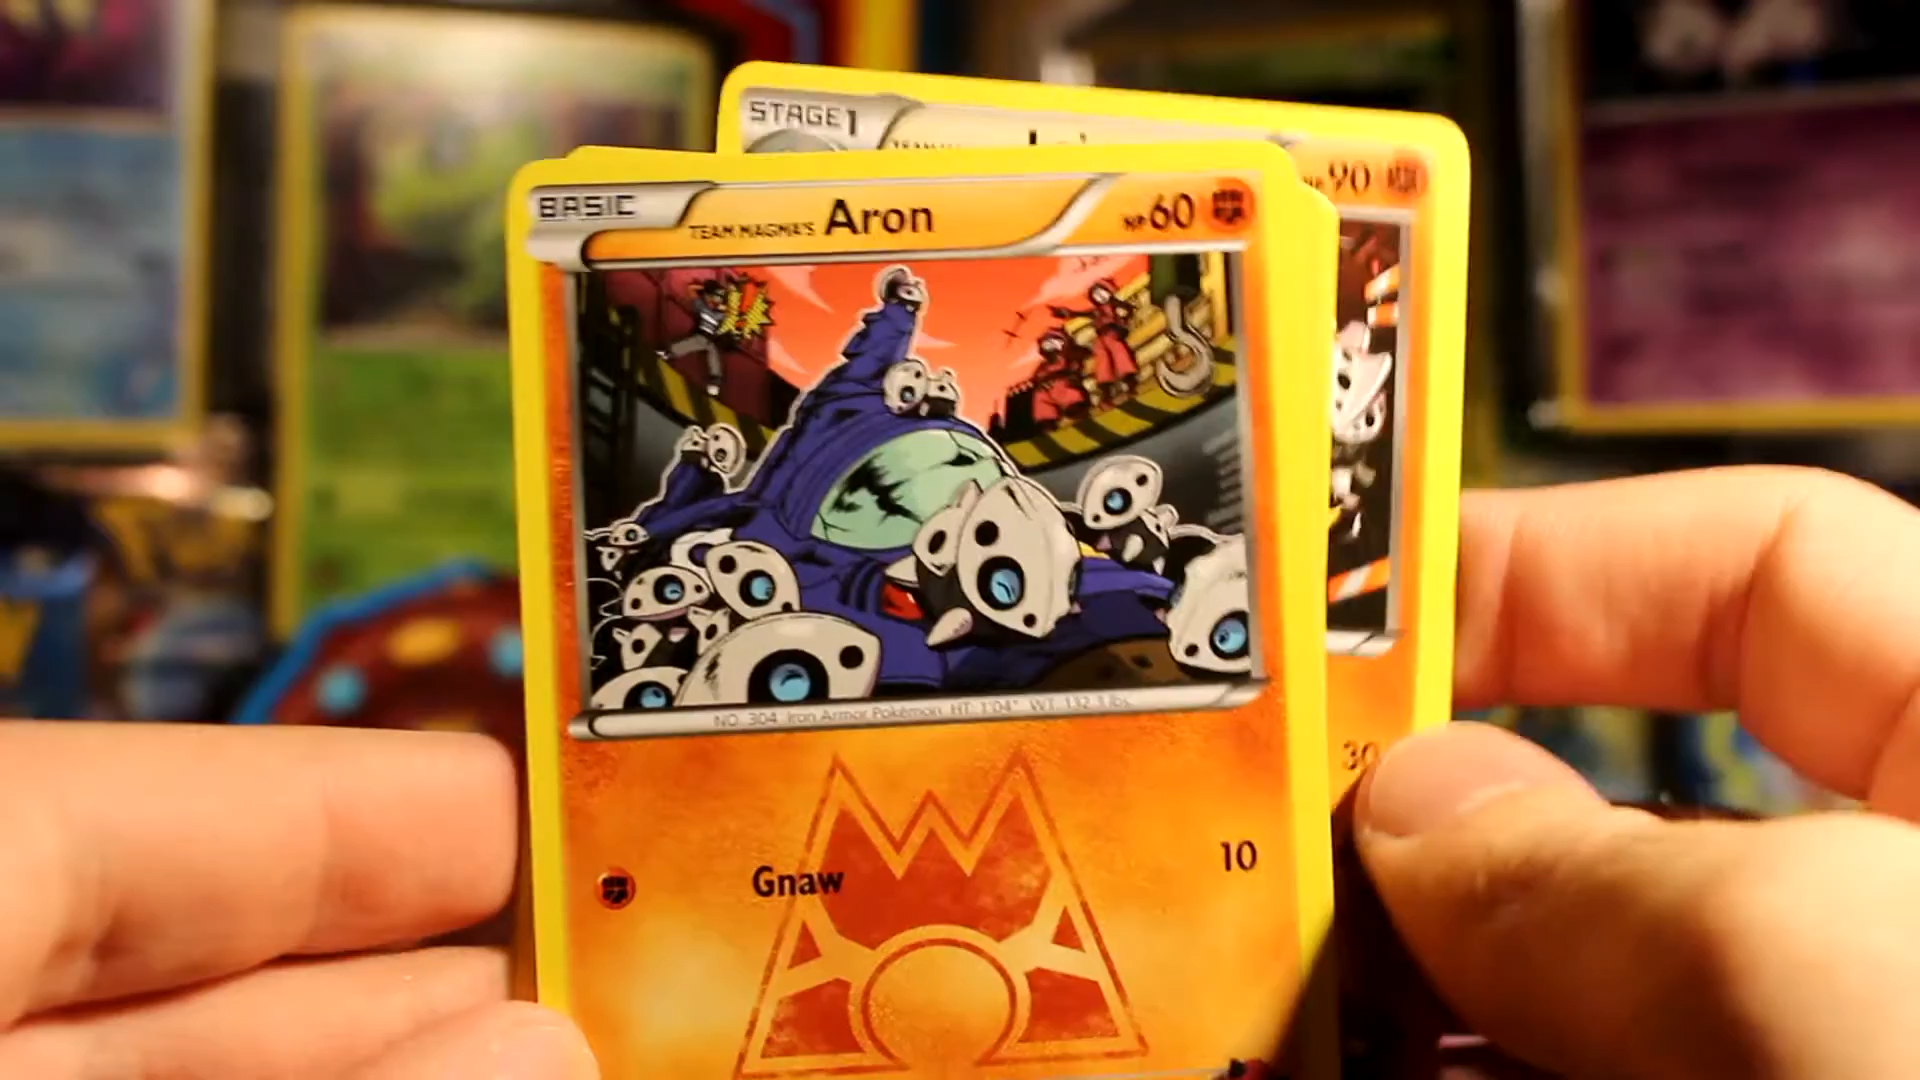 STAGE 1
HP 90
BASIC
TEAM MAGMA'S Aron HP 60
NO. 304 Iron Armor Pokémon HT: 1'04" WT: 132.3 lbs.
30
Gnaw 10